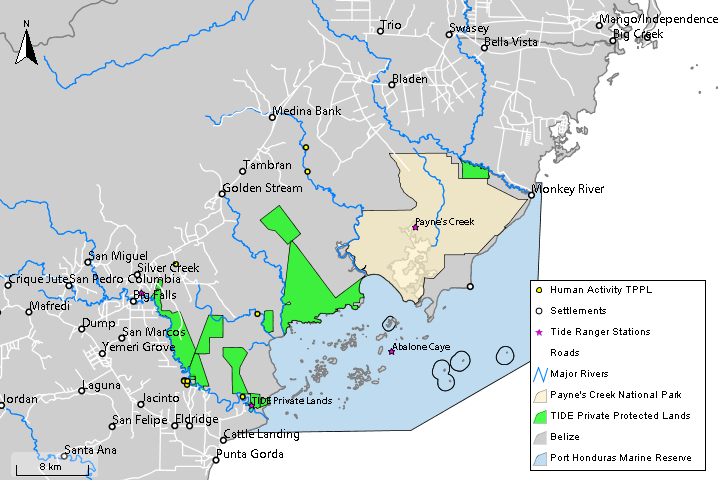 N
Trio
Swasey
Mango/Independence
Big Creek
Bella Vista
Bladen
Medina Bank
Tambran
Golden Stream
Monkey River
Payne's Creek
San Miguel
Silver Creek
Crique Jute
San Pedro Columbia
Big Falls
Mafredi
Dump
San Marcos
Yemeri Grove
Abalone Caye
Laguna
Jordan
Jacinto
TIDE Private Lands
San Felipe
Eldridge
Cattle Landing
Santa Ana
Punta Gorda
8 km
Human Activity TPPL
Settlements
Tide Ranger Stations
Roads
Major Rivers
Payne's Creek National Park
TIDE Private Protected Lands
Belize
Port Honduras Marine Reserve